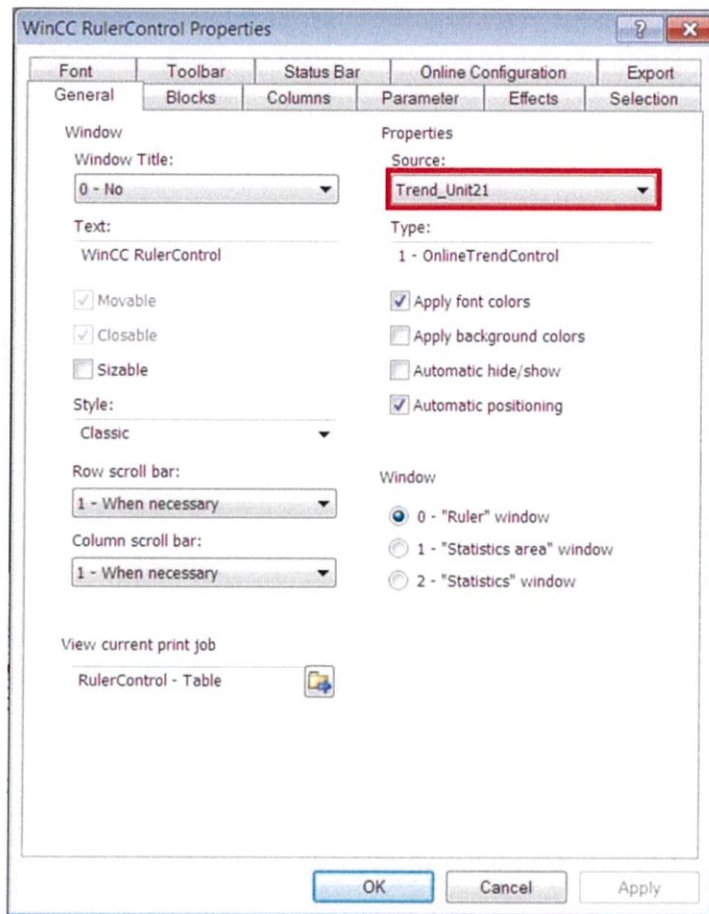 WinCC RulerControl Properties
Font Toolbar Status Bar Online Configuration Export
General Blocks Columns Parameter Effects Selection
Window
Window Title:
0 - No
Text:
WinCC RulerControl
Movable
Closable
Sizable
Style:
Classic
Row scroll bar:
1 - When necessary
Column scroll bar:
1 - When necessary
View current print job
RulerControl - Table
Properties
Source:
Trend_Unit21
Type:
1 - OnlineTrendControl
Apply font colors
Apply background colors
Automatic hide/show
Automatic positioning
Window
0 - "Ruler" window
1 - "Statistics area" window
2 - "Statistics" window
OK Cancel Apply